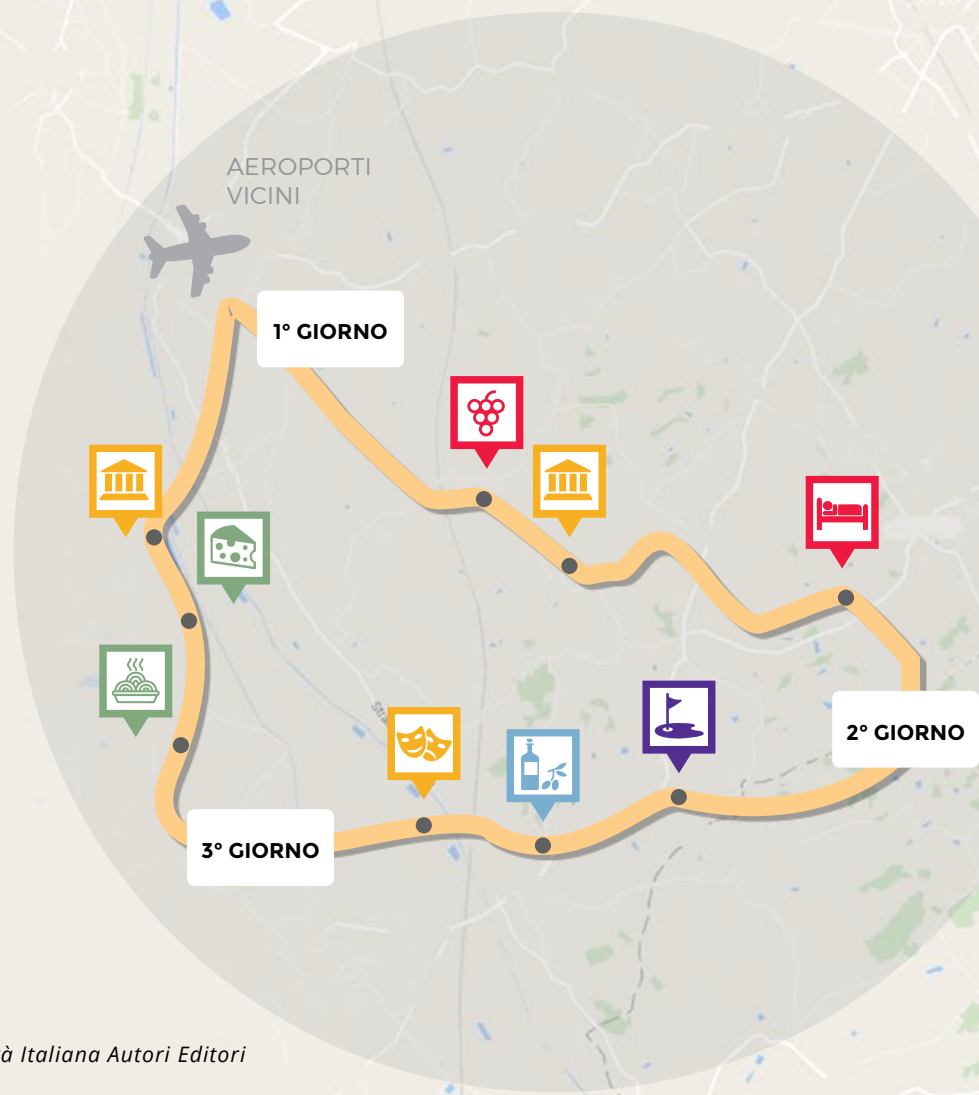 AEROPORTI
VICINI
1° GIORNO
2° GIORNO
3° GIORNO
à Italiana Autori Editori